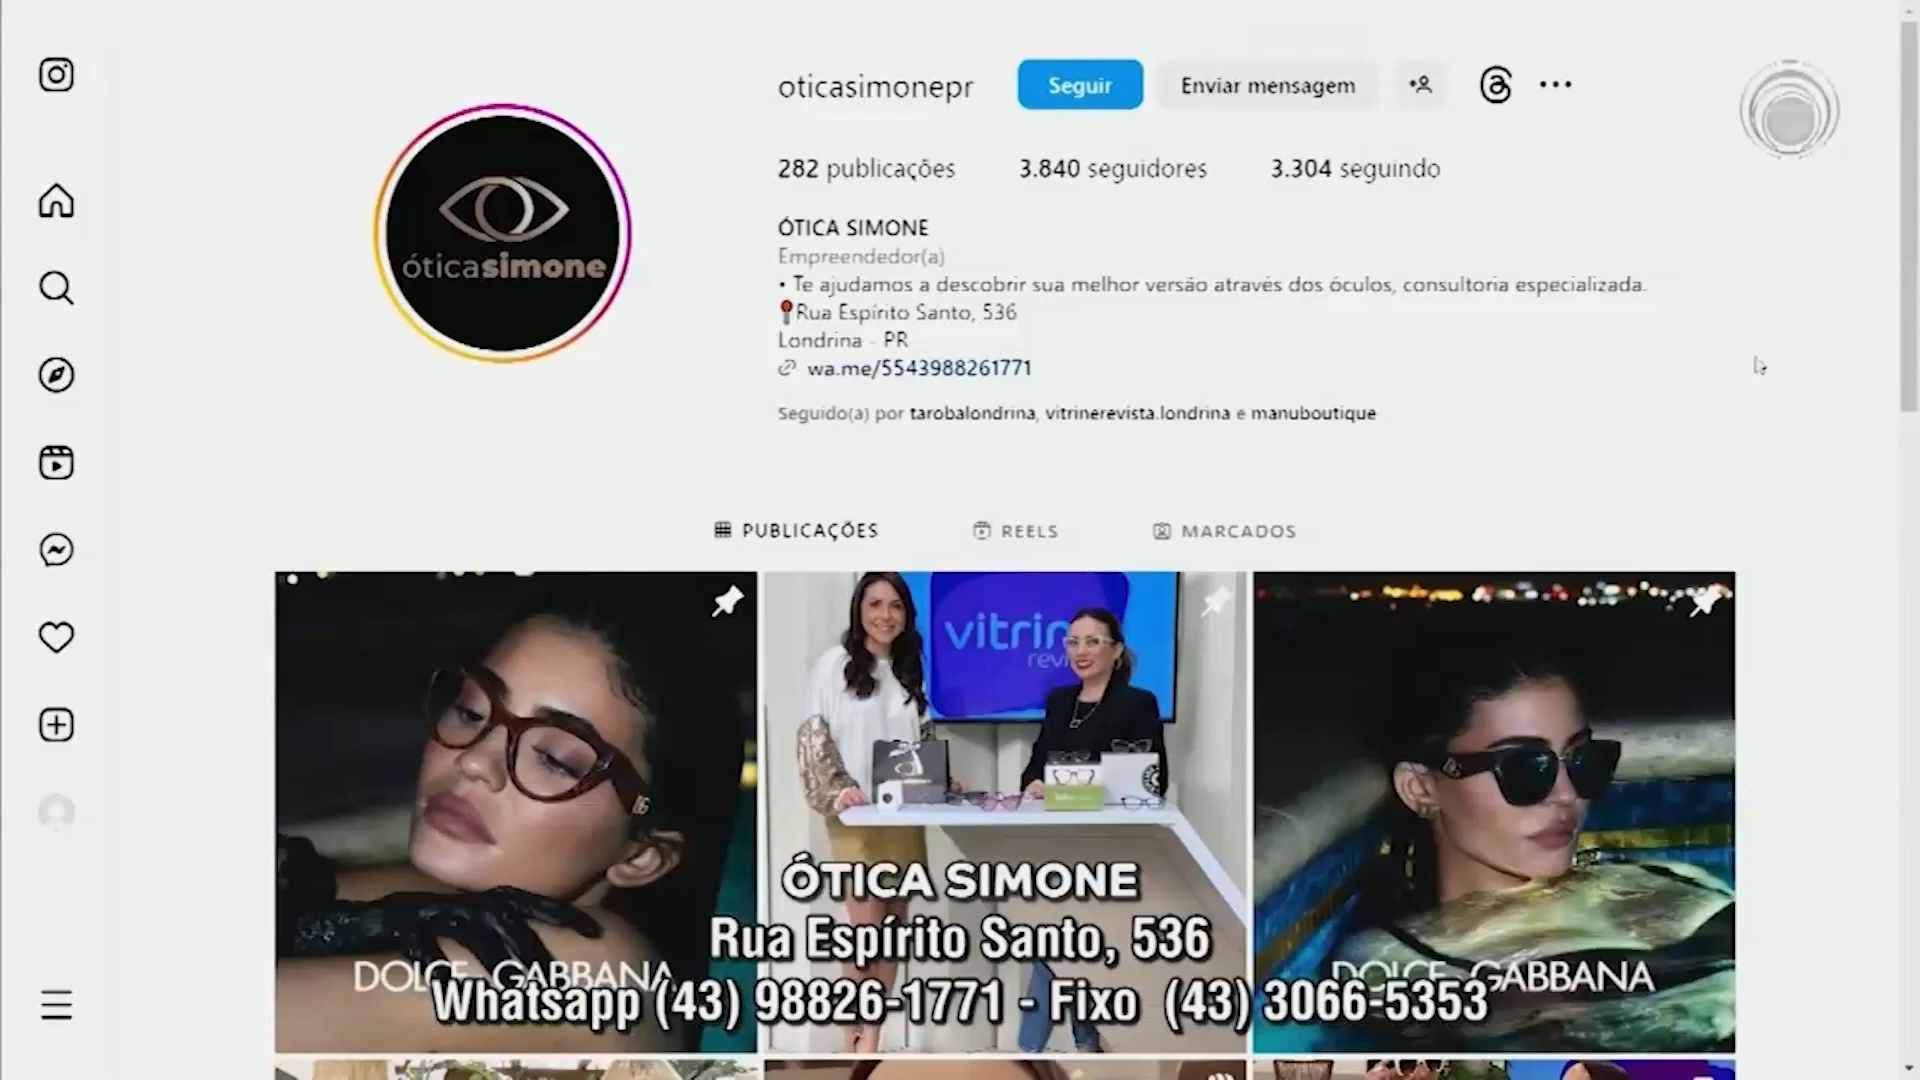 oticasimonepr
Seguir
Enviar mensagem
282 publicações
3.840 seguidores
3.304 seguindo
óticasimone
ÓTICA SIMONE
Empreendedor(a)
• Te ajudamos a descobrir sua melhor versão através dos óculos, consultoria especializada.
Rua Espírito Santo, 536
Londrina - PR
wa.me/5543988261771
Seguido(a) por tarobalondrina, vitrinerevista.londrina e manuboutique
PUBLICAÇÕES
REELS
MARCADOS
vitrin
revi
DOLCE GABBANA
DOLCE GABBANA
ÓTICA SIMONE
Rua Espírito Santo, 536
Whatsapp (43) 98826-1771 - Fixo (43) 3066-5353